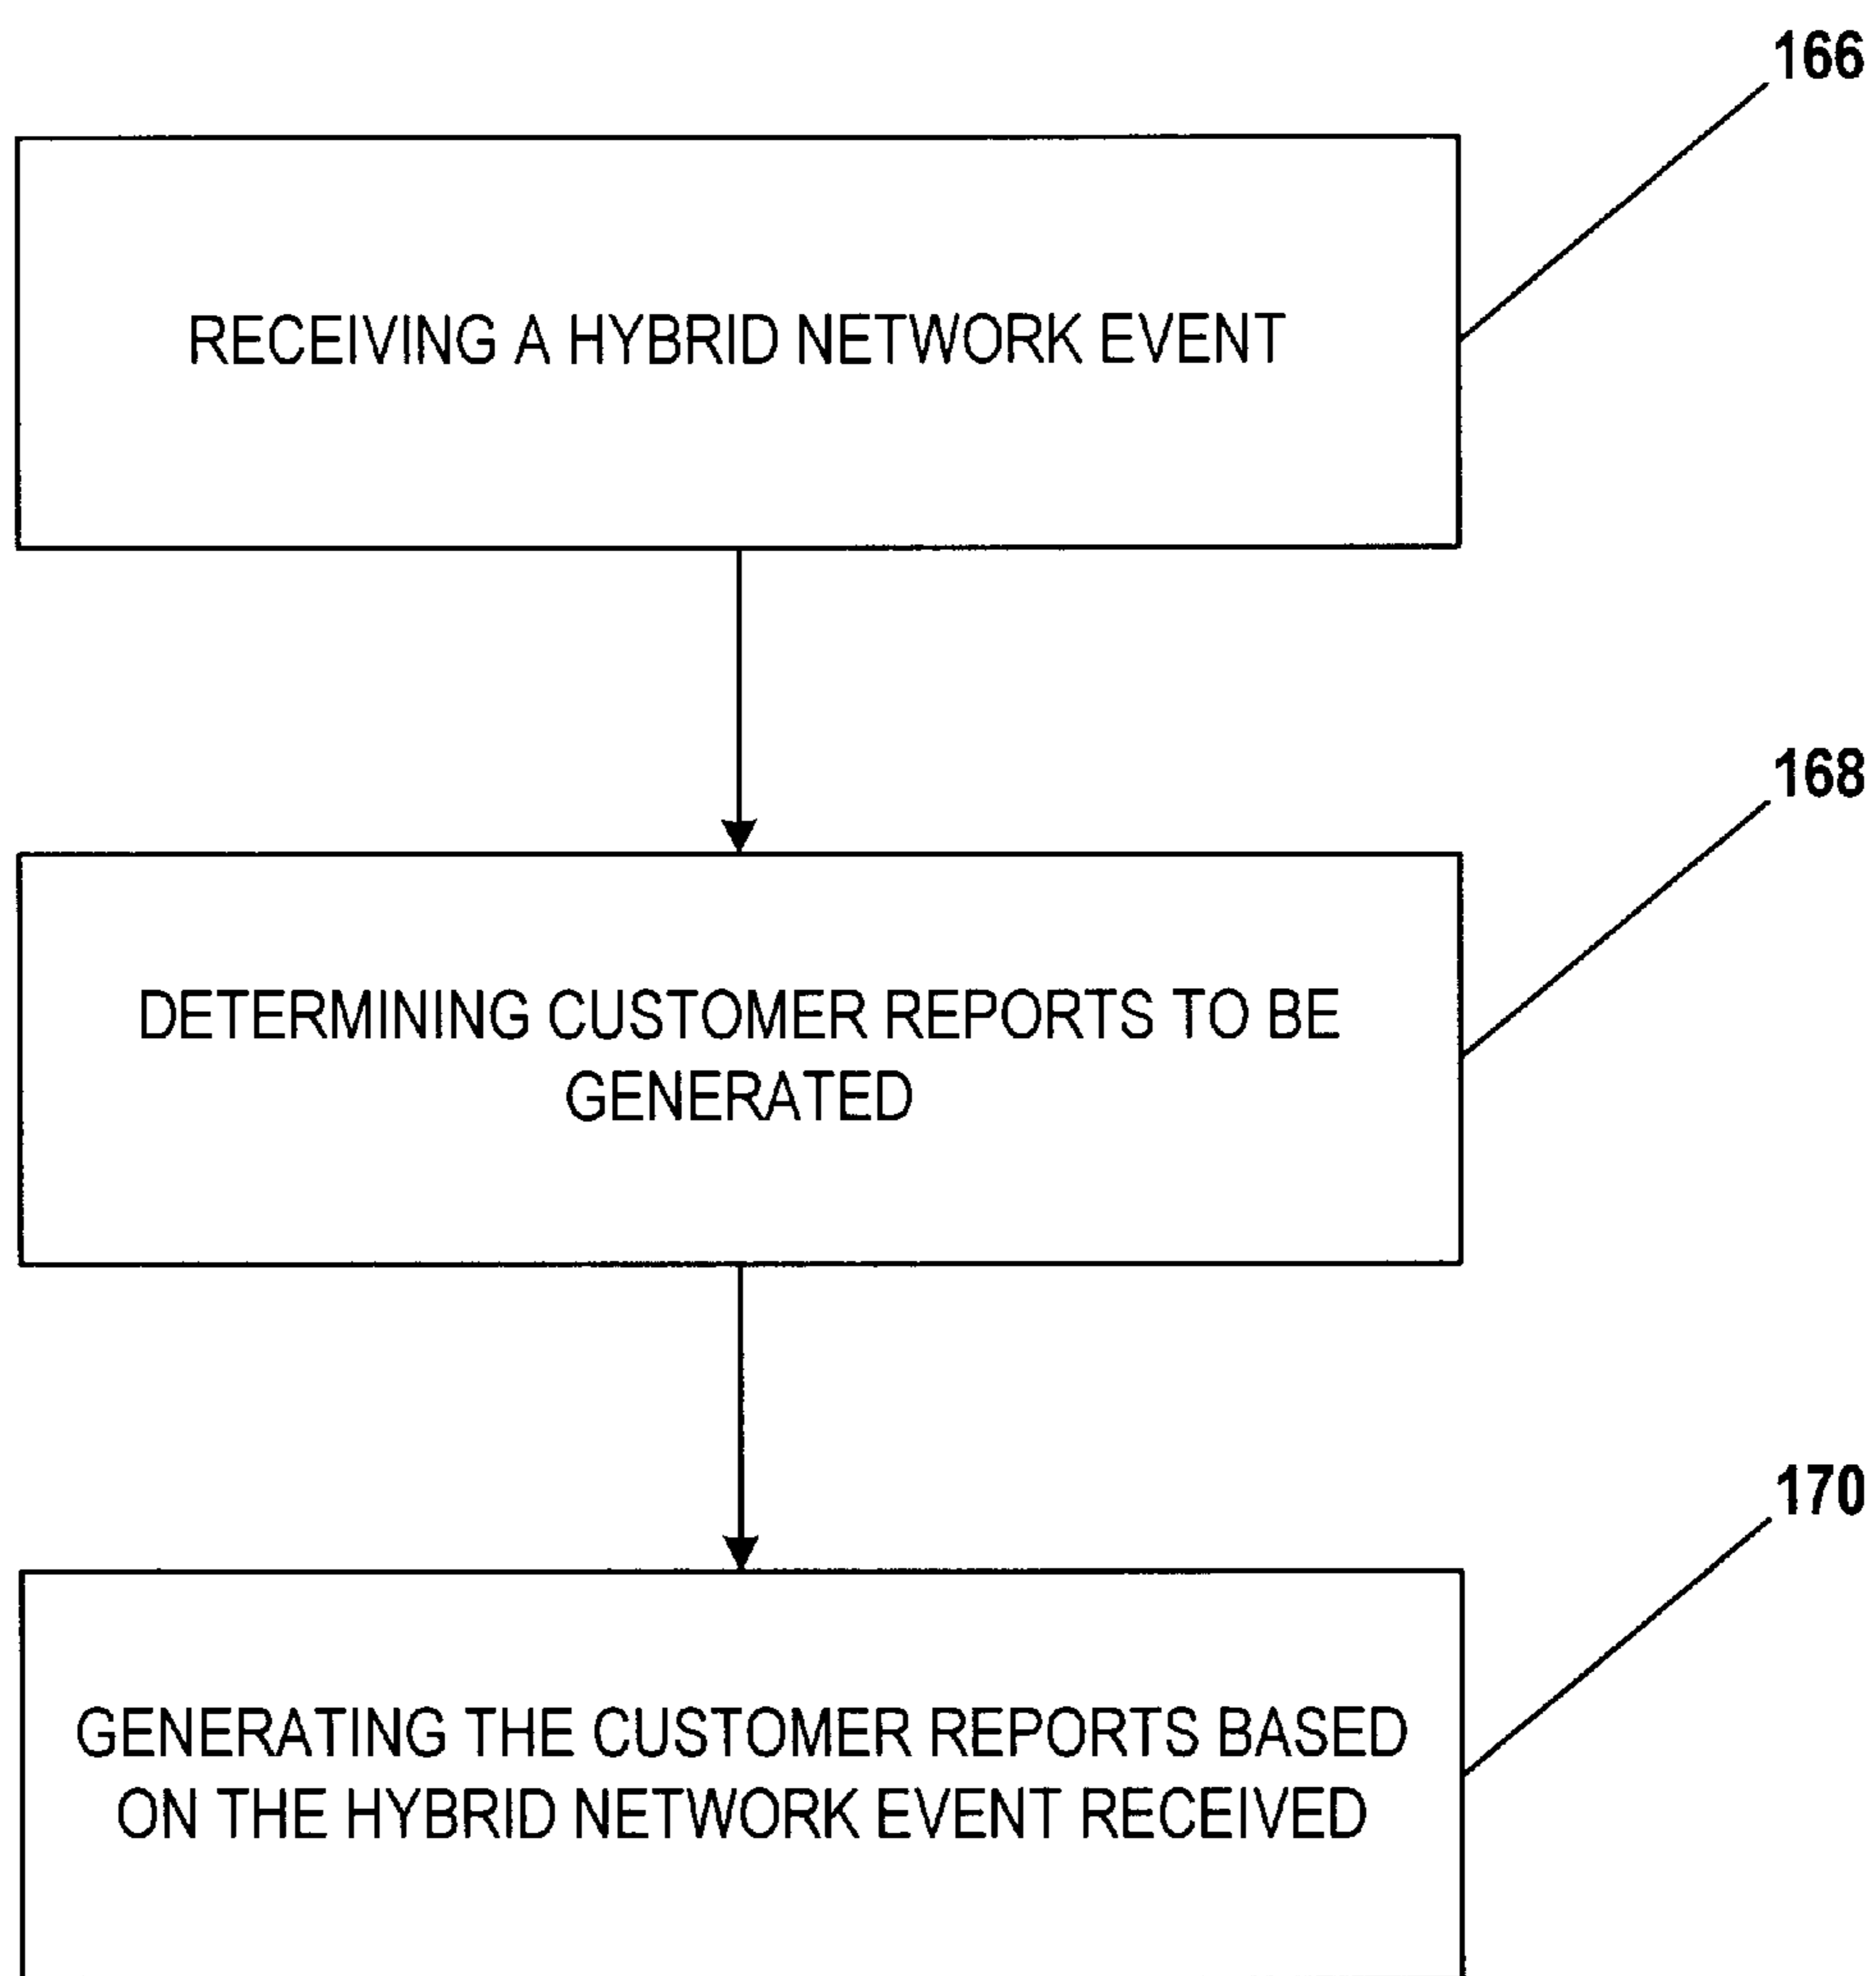 166
RECEIVING A HYBRID NETWORK EVENT
168
DETERMINING CUSTOMER REPORTS TO BE
GENERATED
170
GENERATING THE CUSTOMER REPORTS BASED
ON THE HYBRID NETWORK EVENT RECEIVED